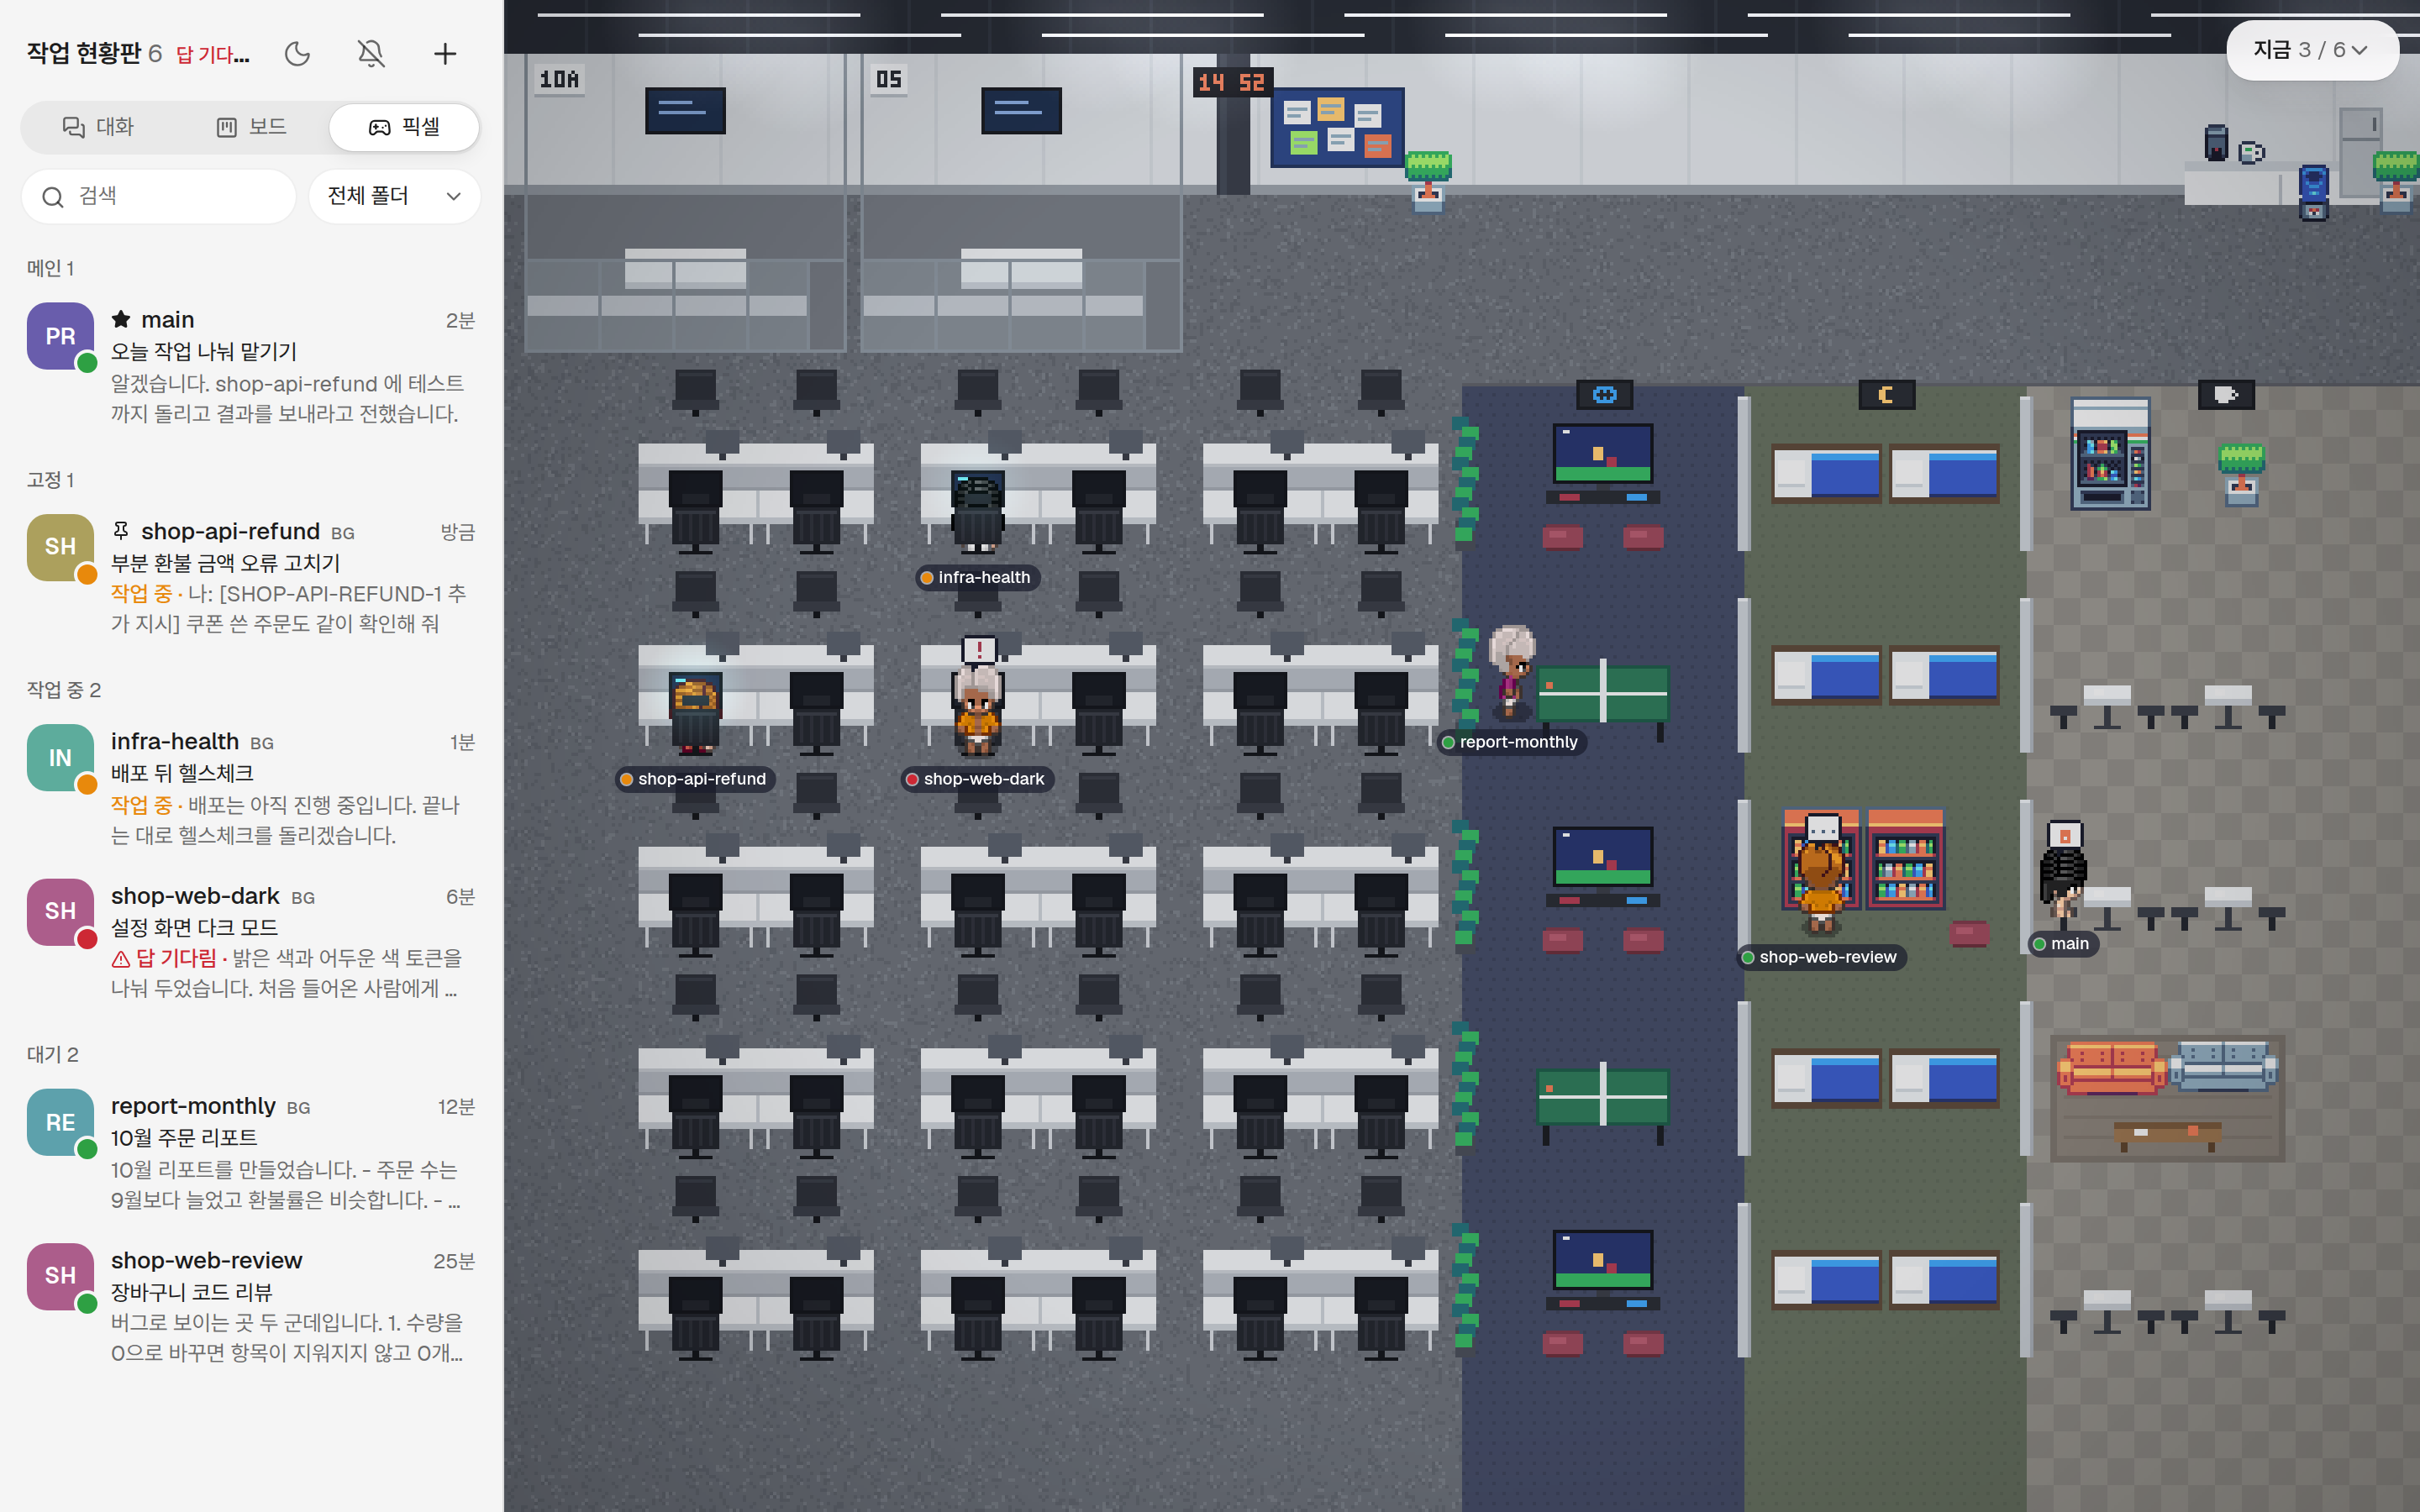 작업 현황판 6 답 기다...
대화
보드
픽셀
검색
전체 폴더
메인 1
PR
main
2분
오늘 작업 나눠 맡기기
알겠습니다. shop-api-refund 에 테스트
까지 돌리고 결과를 보내라고 전했습니다.
고정 1
SH
shop-api-refund BG
방금
부분 환불 금액 오류 고치기
작업 중 · 나: [SHOP-API-REFUND-1 추
가 지시] 쿠폰 쓴 주문도 같이 확인해 줘
작업 중 2
IN
infra-health BG
1분
배포 뒤 헬스체크
작업 중 · 배포는 아직 진행 중입니다. 끝나
는 대로 헬스체크를 돌리겠습니다.
SH
shop-web-dark BG
6분
설정 화면 다크 모드
답 기다림 · 밝은 색과 어두운 색 토큰을
나눠 두었습니다. 처음 들어온 사람에게 ...
대기 2
RE
report-monthly BG
12분
10월 주문 리포트
10월 리포트를 만들었습니다. - 주문 수는
9월보다 늘었고 환불률은 비슷합니다. - ...
SH
shop-web-review
25분
장바구니 코드 리뷰
버그로 보이는 곳 두 군데입니다. 1. 수량을
0으로 바꾸면 항목이 지워지지 않고 0개...
10A
05
14 52
지금 3 / 6
infra-health
!
shop-api-refund
shop-web-dark
report-monthly
shop-web-review
main